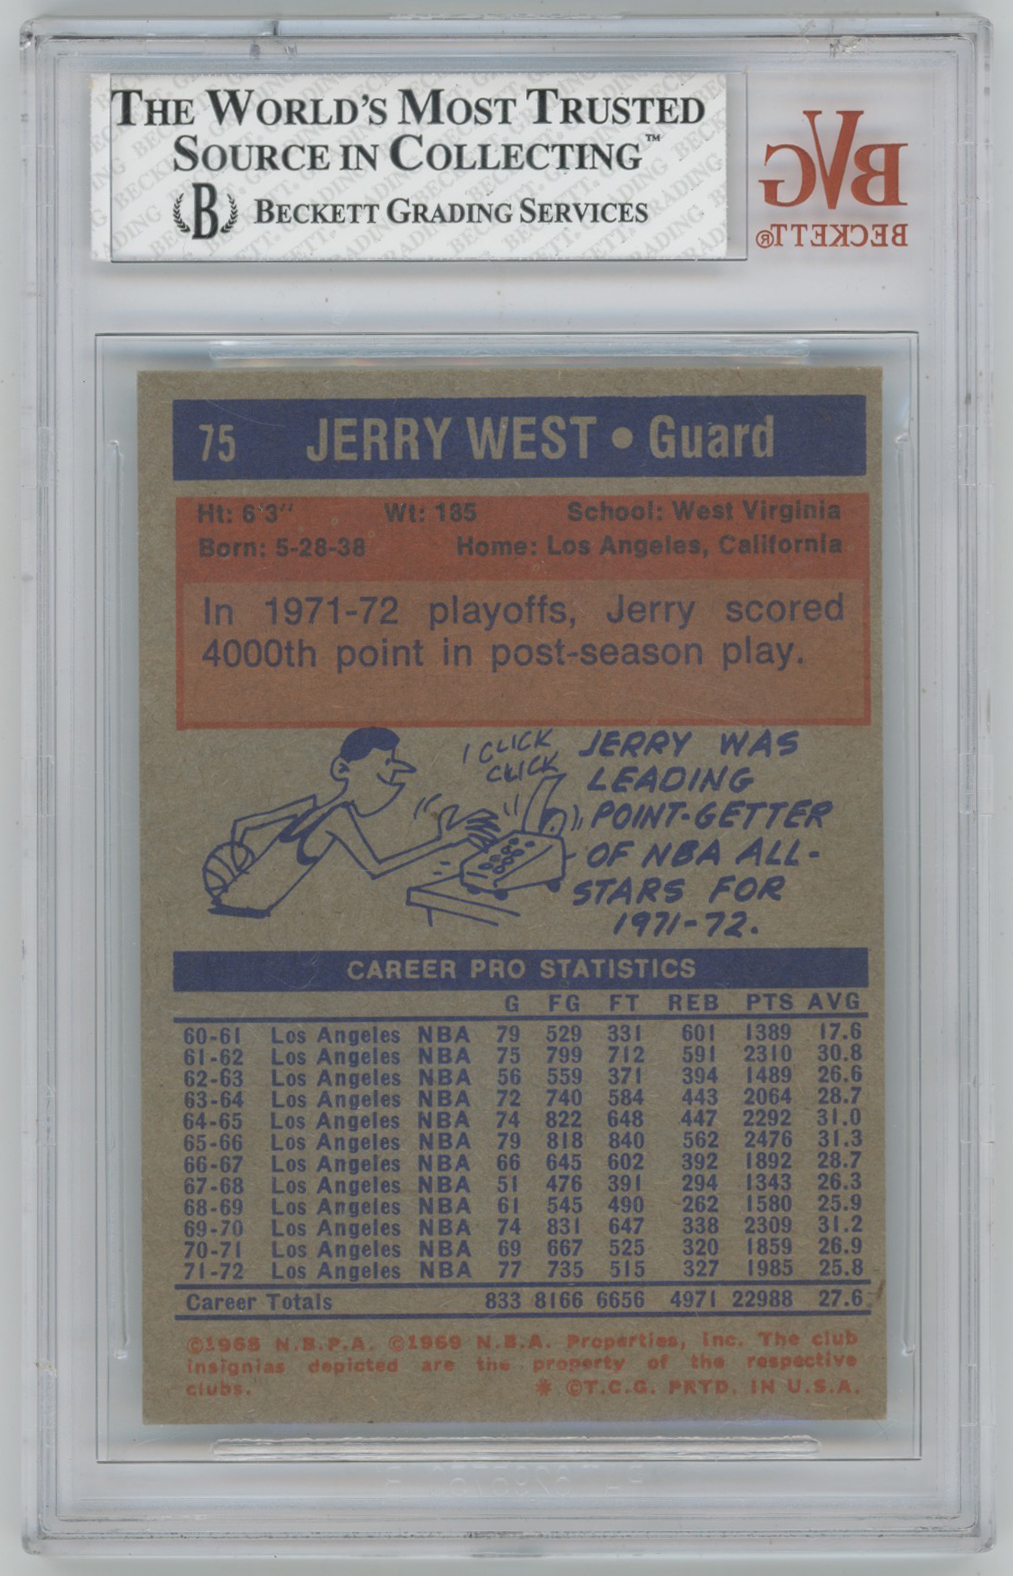 THE WORLD'S MOST TRUSTED
SOURCE IN COLLECTING™
B BECKETT GRADING SERVICES
BVG
BECKETT®
75 JERRY WEST • Guard
Ht: 6'3" Wt: 185 School: West Virginia
Born: 5-28-38 Home: Los Angeles, California
In 1971-72 playoffs, Jerry scored
4000th point in post-season play.
I CLICK
CLICK
JERRY WAS
LEADING
POINT-GETTER
OF NBA ALL-
STARS FOR
1971-72.
CAREER PRO STATISTICS
G FG FT REB PTS AVG
60-61 Los Angeles NBA 79 529 331 601 1389 17.6
61-62 Los Angeles NBA 75 799 712 591 2310 30.8
62-63 Los Angeles NBA 56 559 371 394 1489 26.6
63-64 Los Angeles NBA 72 740 584 443 2064 28.7
64-65 Los Angeles NBA 74 822 648 447 2292 31.0
65-66 Los Angeles NBA 79 818 840 562 2476 31.3
66-67 Los Angeles NBA 66 645 602 392 1892 28.7
67-68 Los Angeles NBA 51 476 391 294 1343 26.3
68-69 Los Angeles NBA 61 545 490 262 1580 25.9
69-70 Los Angeles NBA 74 831 647 338 2309 31.2
70-71 Los Angeles NBA 69 667 525 320 1859 26.9
71-72 Los Angeles NBA 77 735 515 327 1985 25.8
Career Totals 833 8166 6656 4971 22988 27.6
©1968 N.B.P.A. ©1969 N.B.A. Properties, Inc. The club
insignias depicted are the property of the respective
clubs. * ©T.C.G. PRTD. IN U.S.A.